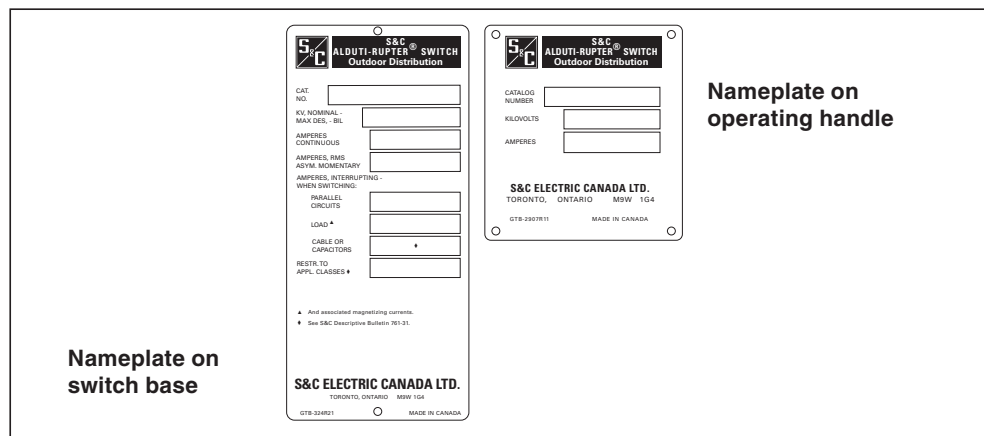 S&C
S&C
ALDUTI-RUPTER® SWITCH
Outdoor Distribution
CAT.
NO.
KV, NOMINAL -
MAX DES, - BIL
AMPERES
CONTINUOUS
AMPERES, RMS
ASYM. MOMENTARY
AMPERES, INTERRUPTING -
WHEN SWITCHING:
PARALLEL
CIRCUITS
LOAD ▲
CABLE OR
CAPACITORS
♦
RESTR. TO
APPL. CLASSES ♦
▲ And associated magnetizing currents.
♦ See S&C Descriptive Bulletin 761-31.
S&C ELECTRIC CANADA LTD.
TORONTO, ONTARIO M9W 1G4
GTB-324R21 MADE IN CANADA
Nameplate on
switch base
S&C
S&C
ALDUTI-RUPTER® SWITCH
Outdoor Distribution
CATALOG
NUMBER
KILOVOLTS
AMPERES
S&C ELECTRIC CANADA LTD.
TORONTO, ONTARIO M9W 1G4
GTB-2907R11 MADE IN CANADA
Nameplate on
operating handle